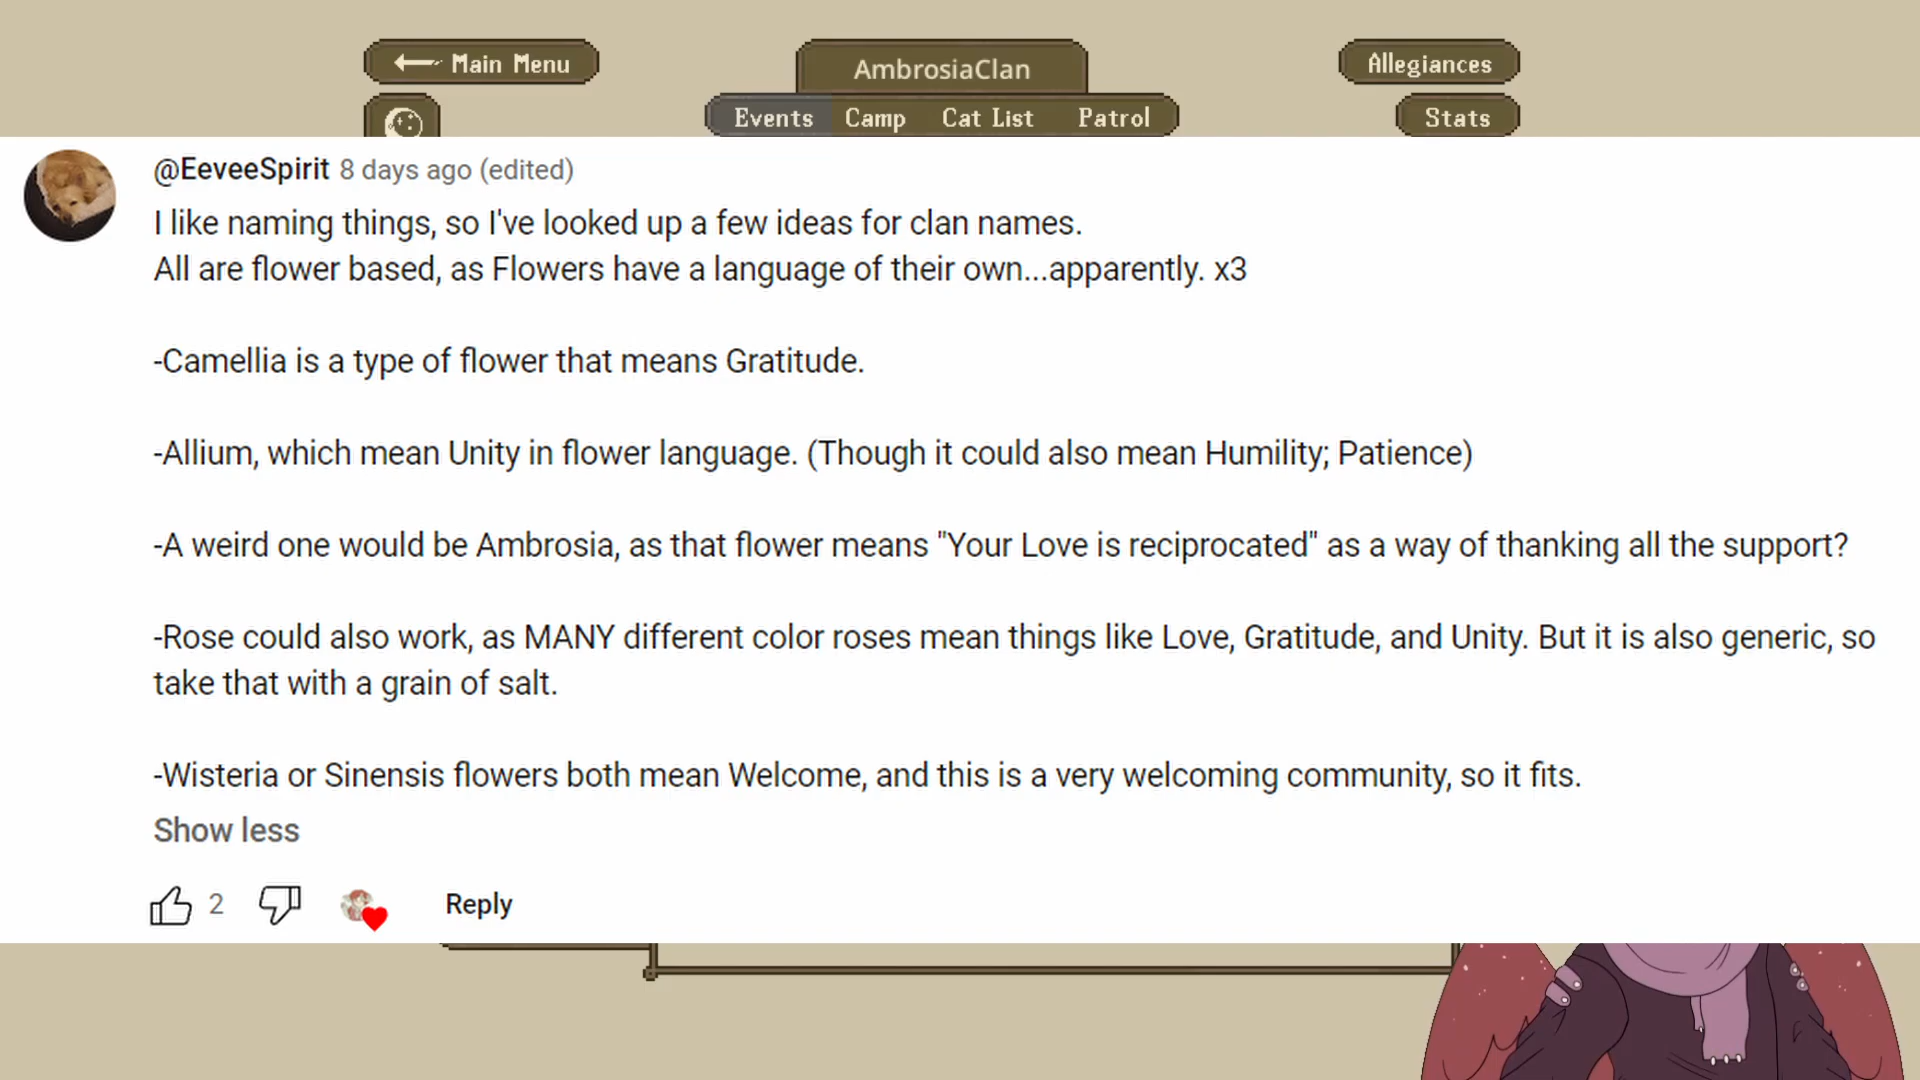 Main Menu
AmbrosiaClan
Allegiances
Events Camp Cat List Patrol
Stats
@EeveeSpirit 8 days ago (edited)
I like naming things, so I've looked up a few ideas for clan names.
All are flower based, as Flowers have a language of their own...apparently. x3
-Camellia is a type of flower that means Gratitude.
-Allium, which mean Unity in flower language. (Though it could also mean Humility; Patience)
-A weird one would be Ambrosia, as that flower means "Your Love is reciprocated" as a way of thanking all the support?
-Rose could also work, as MANY different color roses mean things like Love, Gratitude, and Unity. But it is also generic, so
take that with a grain of salt.
-Wisteria or Sinensis flowers both mean Welcome, and this is a very welcoming community, so it fits.
Show less
2
Reply